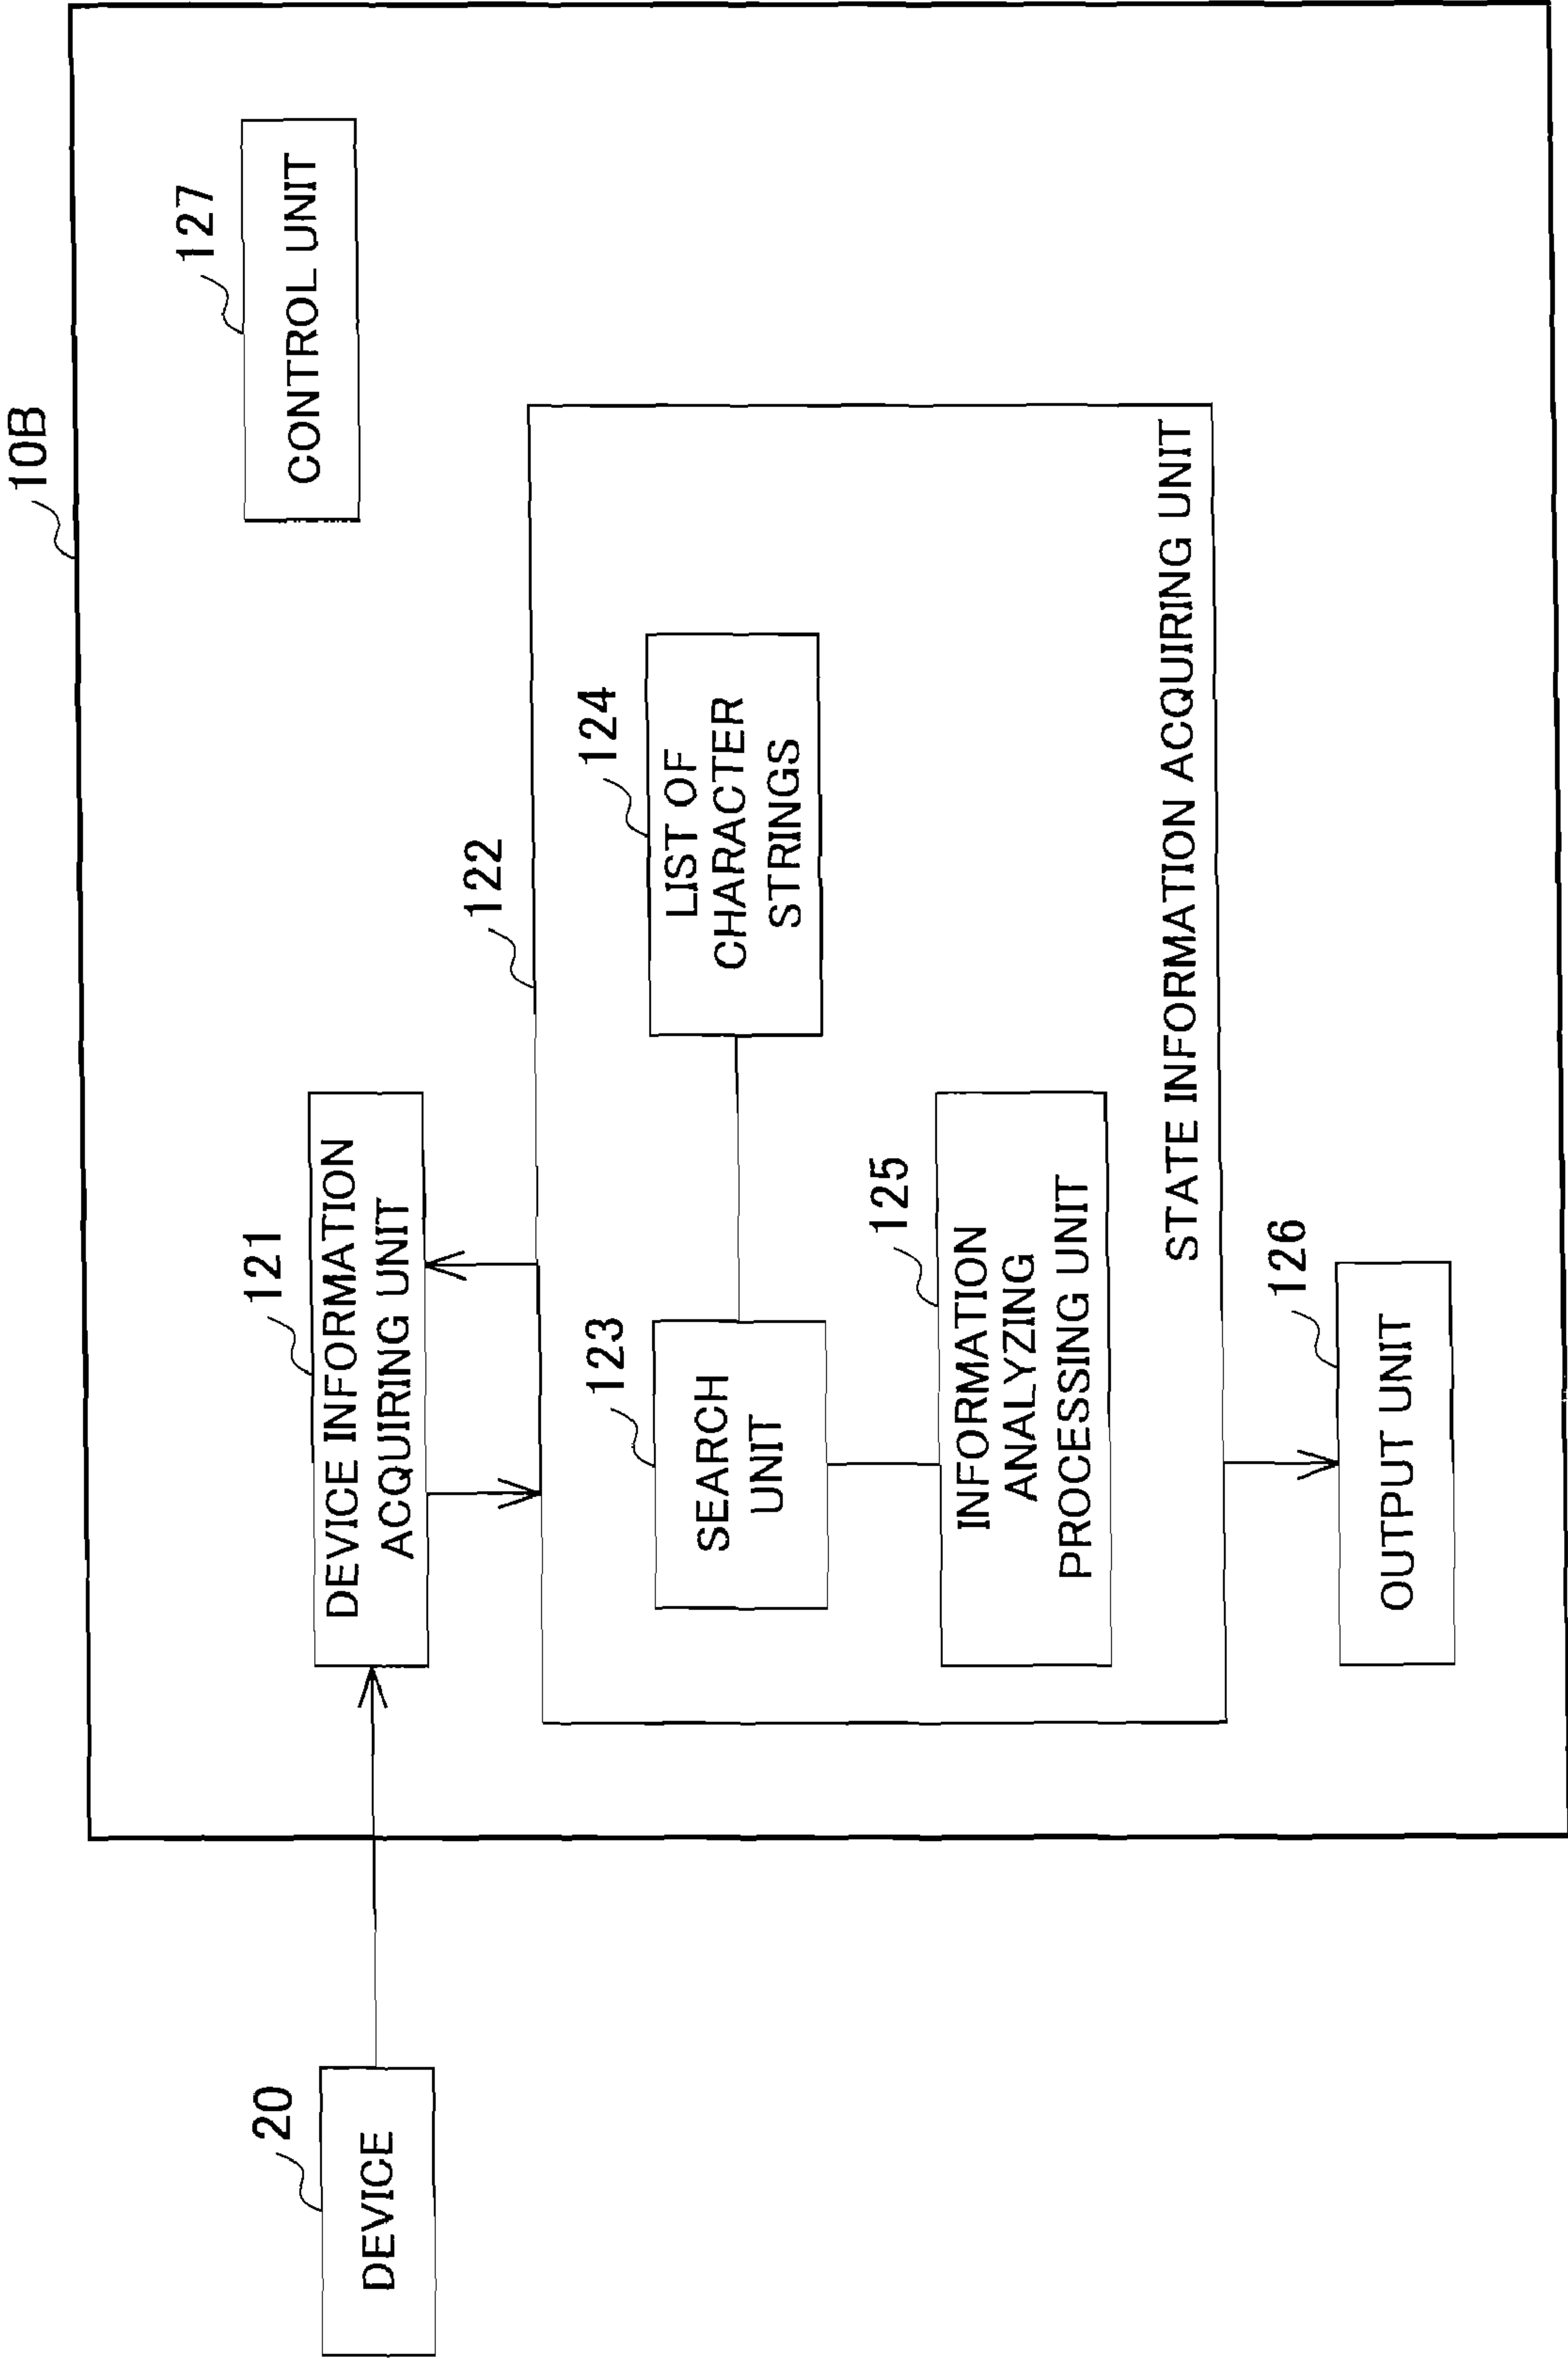 10B
127
CONTROL UNIT
20
DEVICE
121
DEVICE INFORMATION
ACQUIRING UNIT
122
123
SEARCH
UNIT
124
LIST OF
CHARACTER
STRINGS
125
INFORMATION
ANALYZING
PROCESSING UNIT
STATE INFORMATION ACQUIRING UNIT
126
OUTPUT UNIT